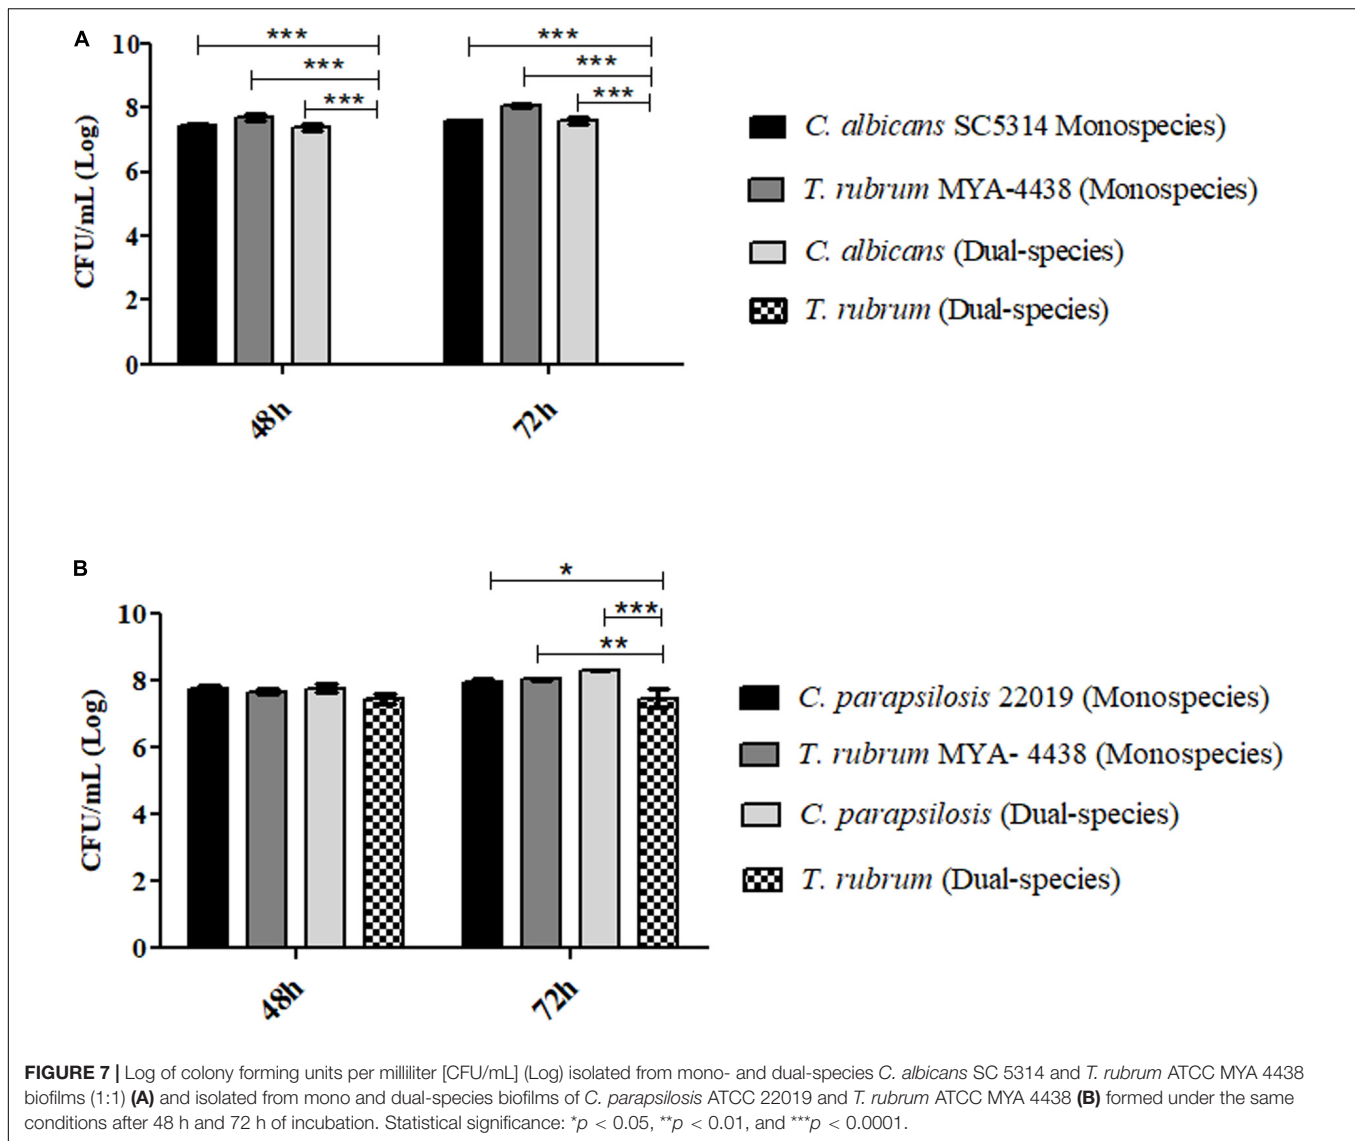 A
***
***
***
***
***
***
10
8
6
4
2
0
CFU/mL (Log)
48h
72h
C. albicans SC5314 Monospecies)
T. rubrum MYA-4438 (Monospecies)
C. albicans (Dual-species)
T. rubrum (Dual-species)
B
*
***
**
10
8
6
4
2
0
CFU/mL (Log)
48h
72h
C. parapsilosis 22019 (Monospecies)
T. rubrum MYA- 4438 (Monospecies)
C. parapsilosis (Dual-species)
T. rubrum (Dual-species)
FIGURE 7 | Log of colony forming units per milliliter [CFU/mL] (Log) isolated from mono- and dual-species C. albicans SC 5314 and T. rubrum ATCC MYA 4438
biofilms (1:1) (A) and isolated from mono and dual-species biofilms of C. parapsilosis ATCC 22019 and T. rubrum ATCC MYA 4438 (B) formed under the same
conditions after 48 h and 72 h of incubation. Statistical significance: *p < 0.05, **p < 0.01, and ***p < 0.0001.